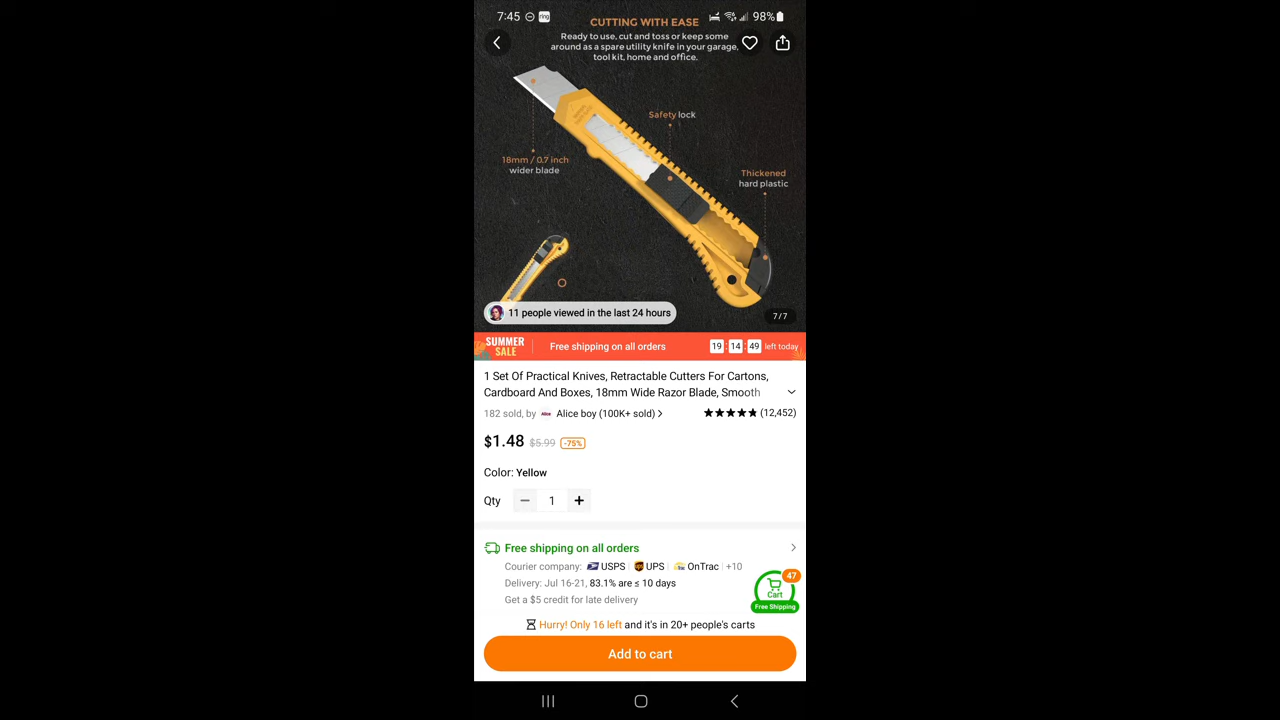 7:45 ring 98%
CUTTING WITH EASE
Ready to use, cut and toss or keep some
around as a spare utility knife in your garage,
tool kit, home and office.
Safety lock
18mm / 0.7 inch
wider blade
Thickened
hard plastic
11 people viewed in the last 24 hours
7/7
SUMMER
SALE
Free shipping on all orders
19 : 14 : 49 left today
1 Set Of Practical Knives, Retractable Cutters For Cartons,
Cardboard And Boxes, 18mm Wide Razor Blade, Smooth
182 sold, by Alice Alice boy (100K+ sold) (12,452)
$1.48 $5.99 -75%
Color: Yellow
Qty 1
Free shipping on all orders
Courier company: USPS UPS OnTrac +10
Delivery: Jul 16-21, 83.1% are ≤ 10 days
Get a $5 credit for late delivery
47
Cart
Free Shipping
Hurry! Only 16 left and it's in 20+ people's carts
Add to cart